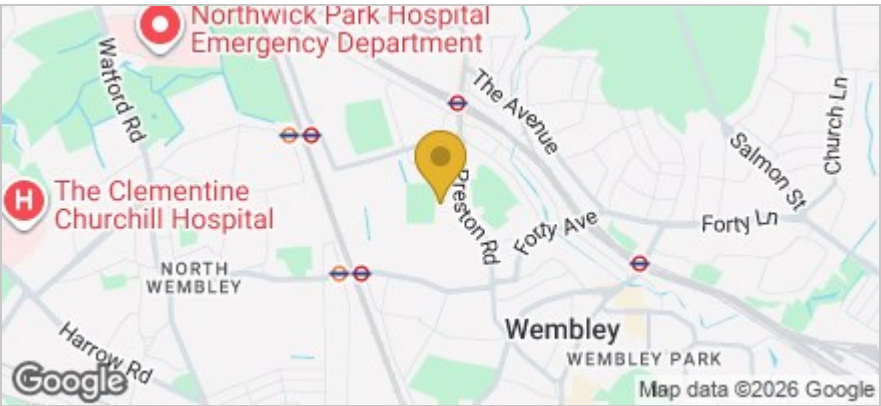 Northwick Park Hospital
Emergency Department
Watford Rd
The Avenue
Church Ln
Salmon St
H
The Clementine
Churchill Hospital
Preston Rd
Forty Ave
Forty Ln
NORTH
WEMBLEY
Harrow Rd
Wembley
WEMBLEY PARK
Google
Map data ©2026 Google